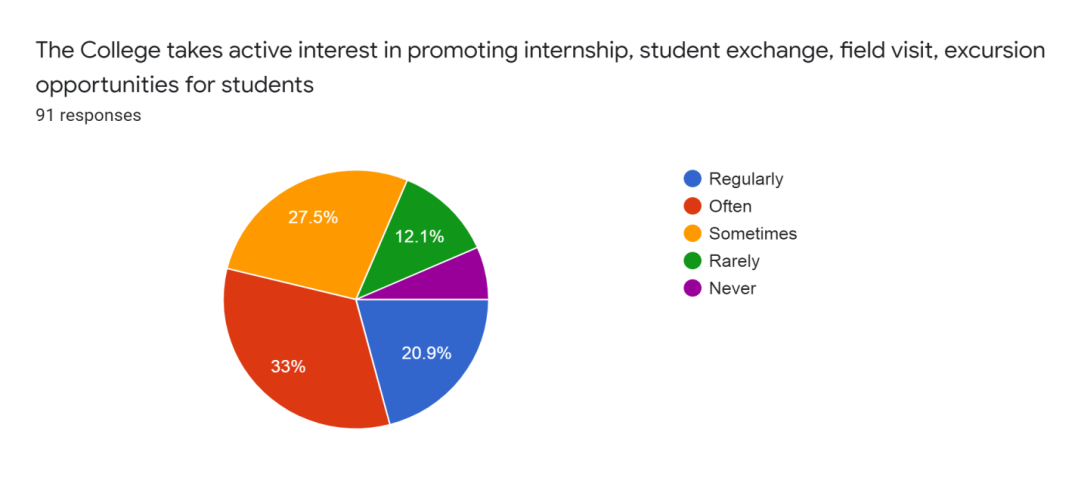 The College takes active interest in promoting internship, student exchange, field visit, excursion
opportunities for students
91 responses
27.5%
12.1%
33%
20.9%
Regularly
Often
Sometimes
Rarely
Never